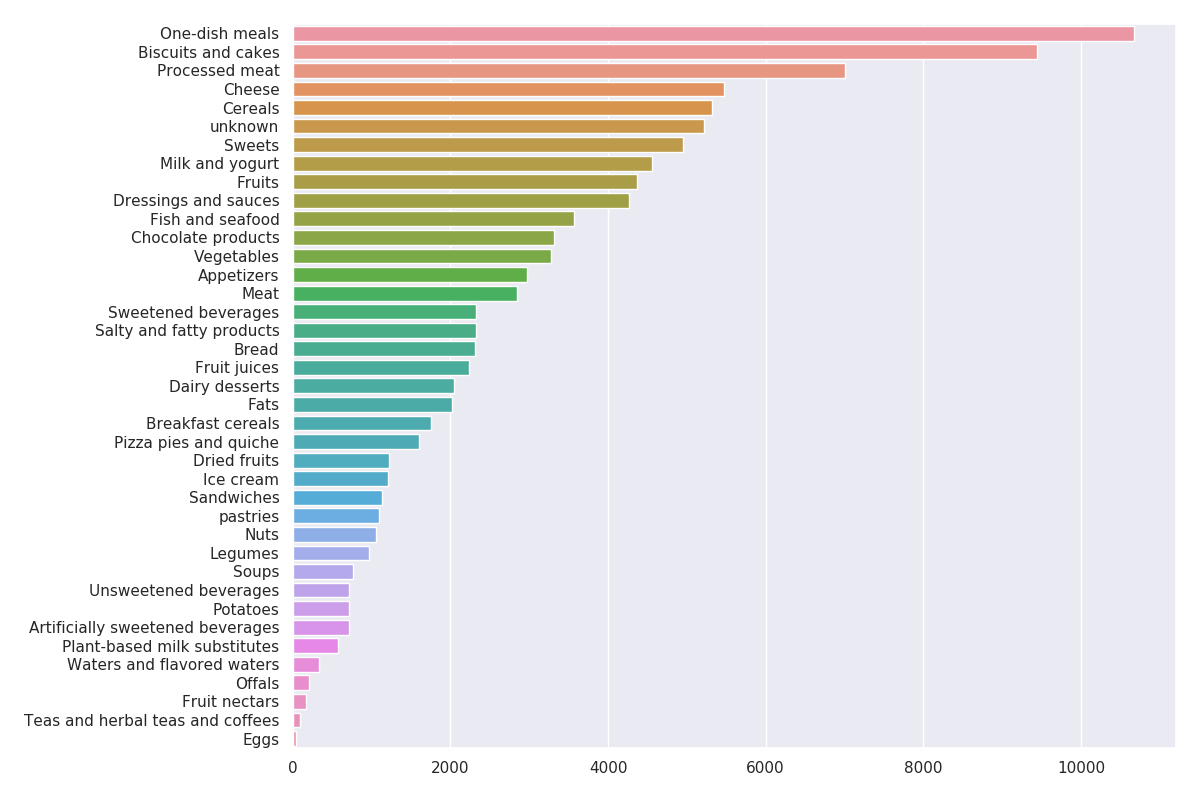 One-dish meals
Biscuits and cakes
Processed meat
Cheese
Cereals
unknown
Sweets
Milk and yogurt
Fruits
Dressings and sauces
Fish and seafood
Chocolate products
Vegetables
Appetizers
Meat
Sweetened beverages
Salty and fatty products
Bread
Fruit juices
Dairy desserts
Fats
Breakfast cereals
Pizza pies and quiche
Dried fruits
Ice cream
Sandwiches
pastries
Nuts
Legumes
Soups
Unsweetened beverages
Potatoes
Artificially sweetened beverages
Plant-based milk substitutes
Waters and flavored waters
Offals
Fruit nectars
Teas and herbal teas and coffees
Eggs
0 2000 4000 6000 8000 10000